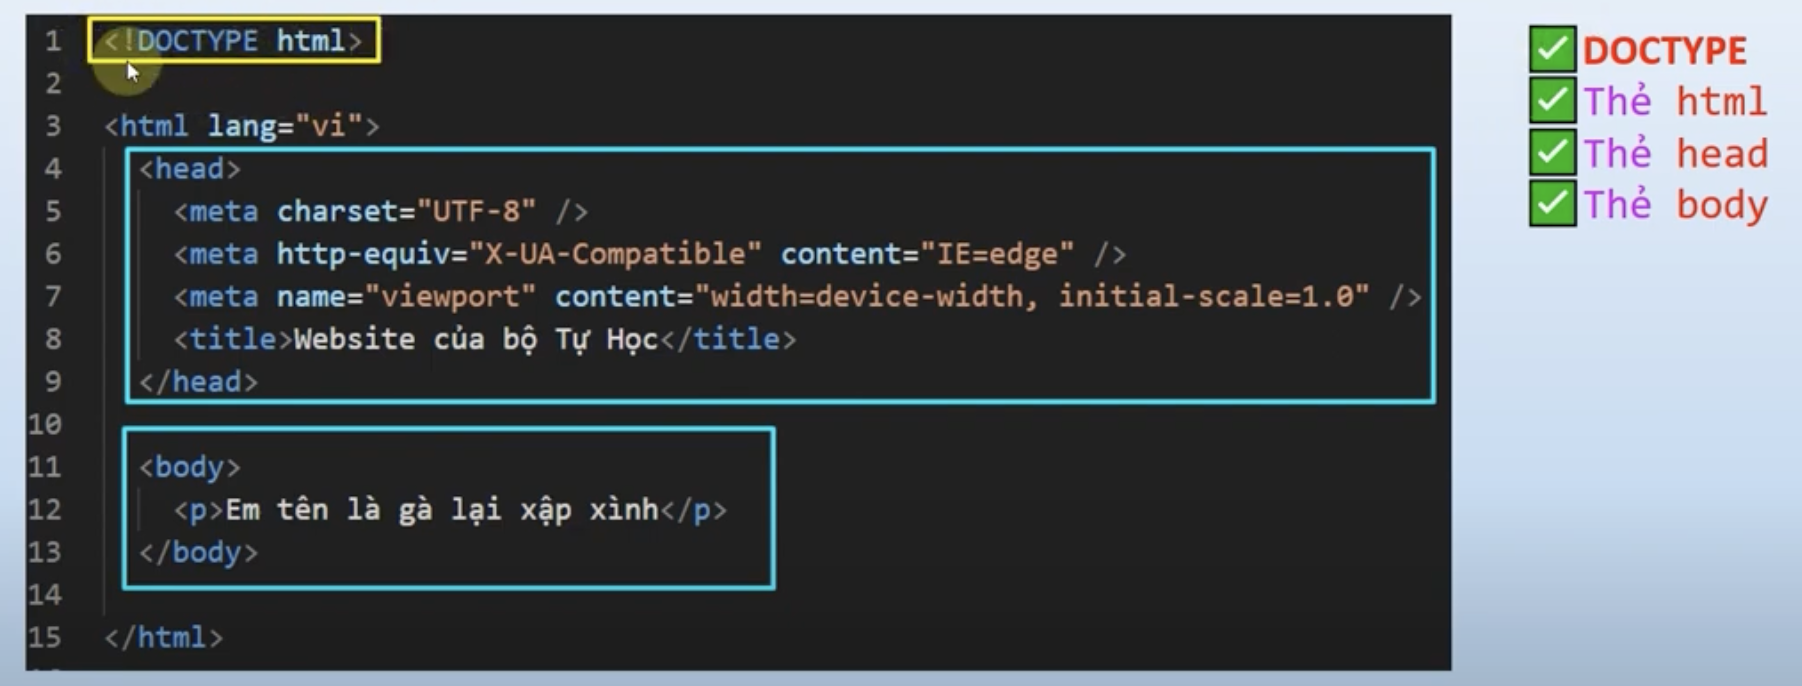 1 <!DOCTYPE html>
2
3 <html lang="vi">
4 <head>
5 <meta charset="UTF-8" />
6 <meta http-equiv="X-UA-Compatible" content="IE=edge" />
7 <meta name="viewport" content="width=device-width, initial-scale=1.0" />
8 <title>Website của bộ Tự Học</title>
9 </head>
10
11 <body>
12 <p>Em tên là gà lại xập xình</p>
13 </body>
14
15 </html>
DOCTYPE
Thẻ html
Thẻ head
Thẻ body